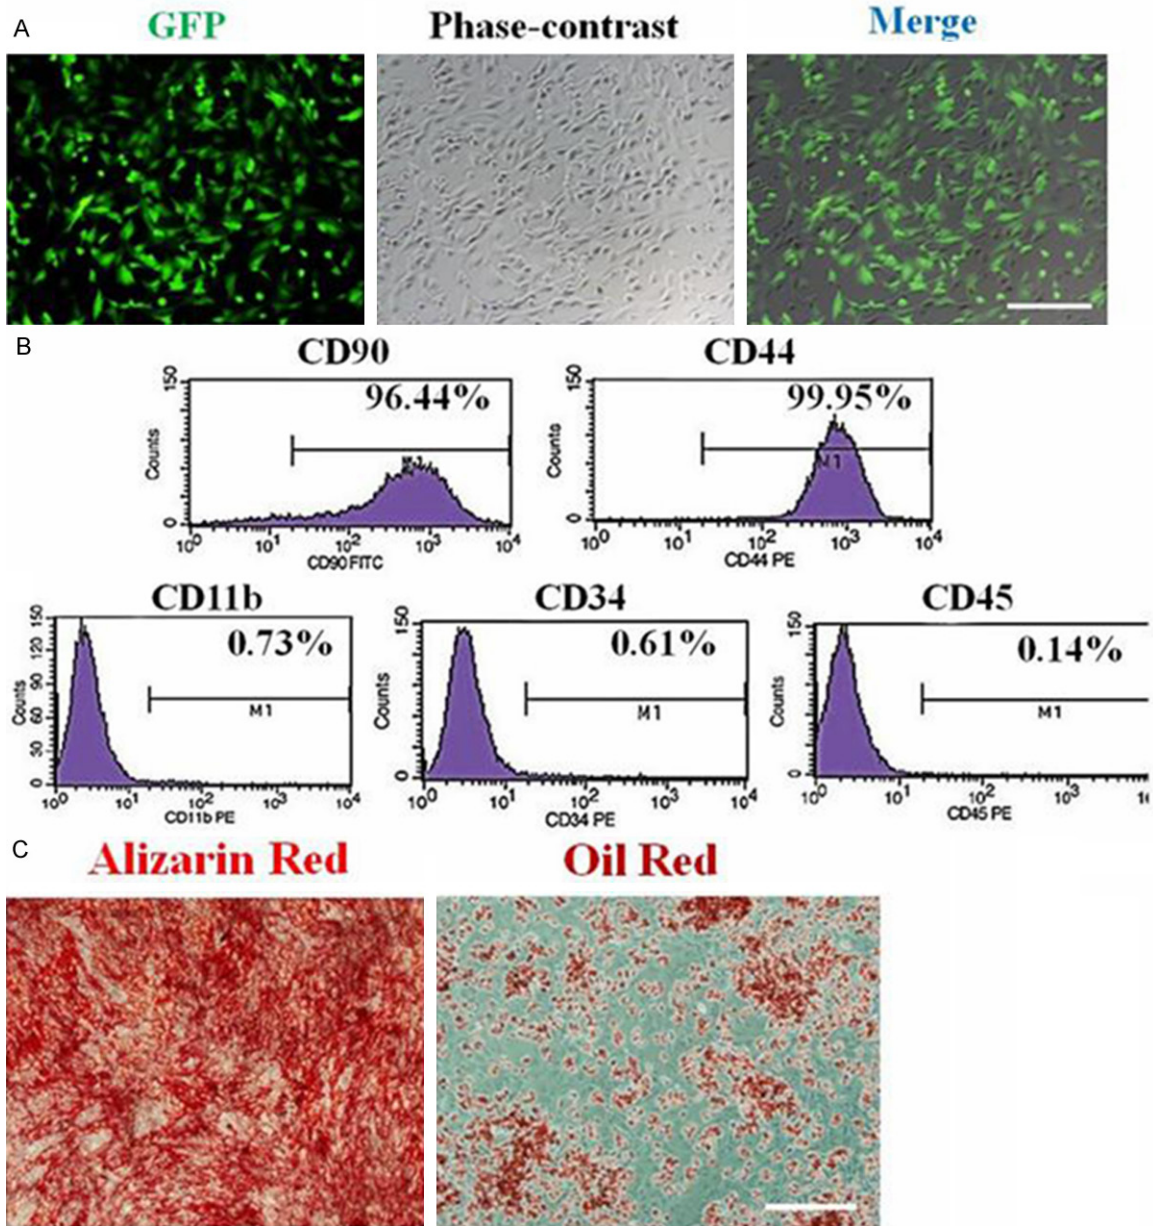 A GFP Phase-contrast Merge
B
CD90 CD44
150 96.44% 150 99.95%
Counts M1 Counts M1
0 0
10⁰ 10¹ 10² 10³ 10⁴ 10⁰ 10¹ 10² 10³ 10⁴
CD90 FITC CD44 PE
CD11b CD34 CD45
150 120 90 60 30 0 0.73% 150 0.61% 150 0.14%
Counts M1 Counts M1 Counts M1
0 0
10⁰ 10¹ 10² 10³ 10⁴ 10⁰ 10¹ 10² 10³ 10⁴ 10⁰ 10¹ 10² 10³
CD11b PE CD34 PE CD45 PE
C Alizarin Red Oil Red